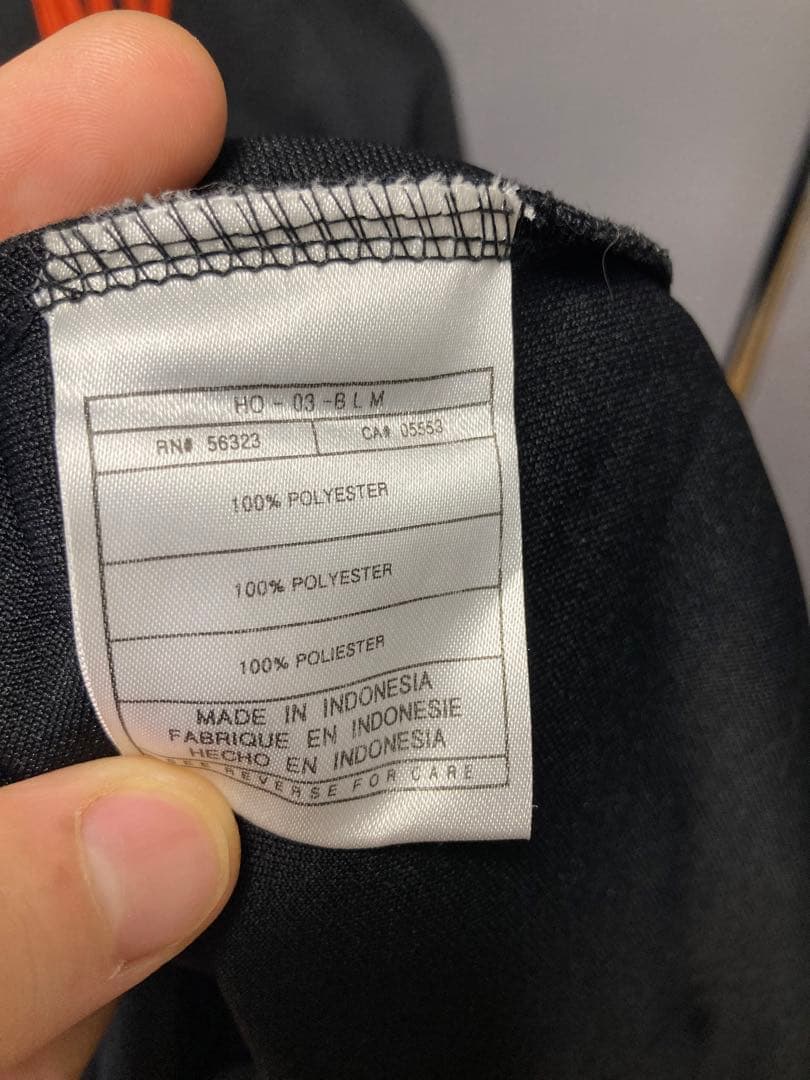 HO - 03 - B L M
RN# 56323 CA# 05553
100% POLYESTER
100% POLYESTER
100% POLIESTER
MADE IN INDONESIA
FABRIQUE EN INDONESIE
HECHO EN INDONESIA
SEE REVERSE FOR CARE